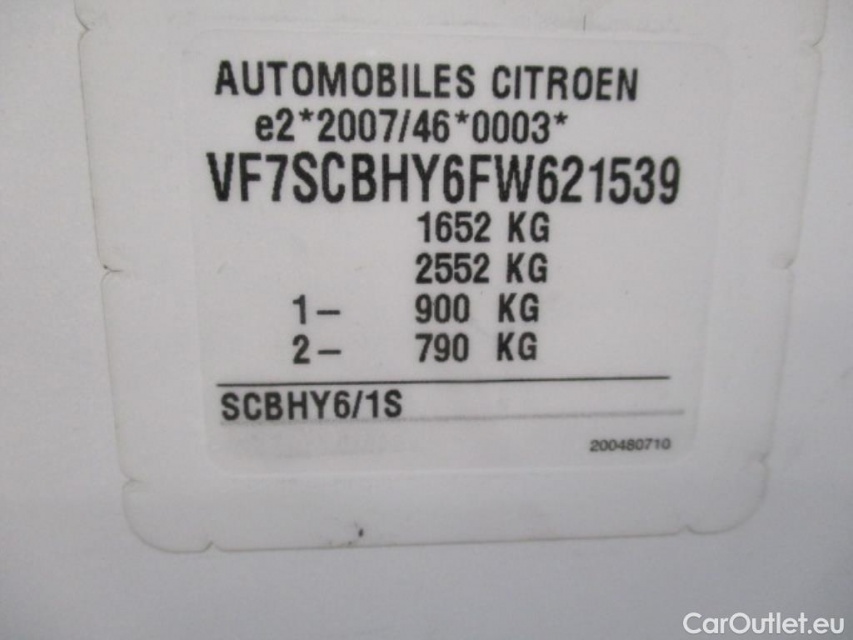 AUTOMOBILES CITROEN
e2*2007/46*0003*
VF7SCBHY6FW621539
1652 KG
2552 KG
1- 900 KG
2- 790 KG
SCBHY6/1S
200480710
CarOutlet.eu